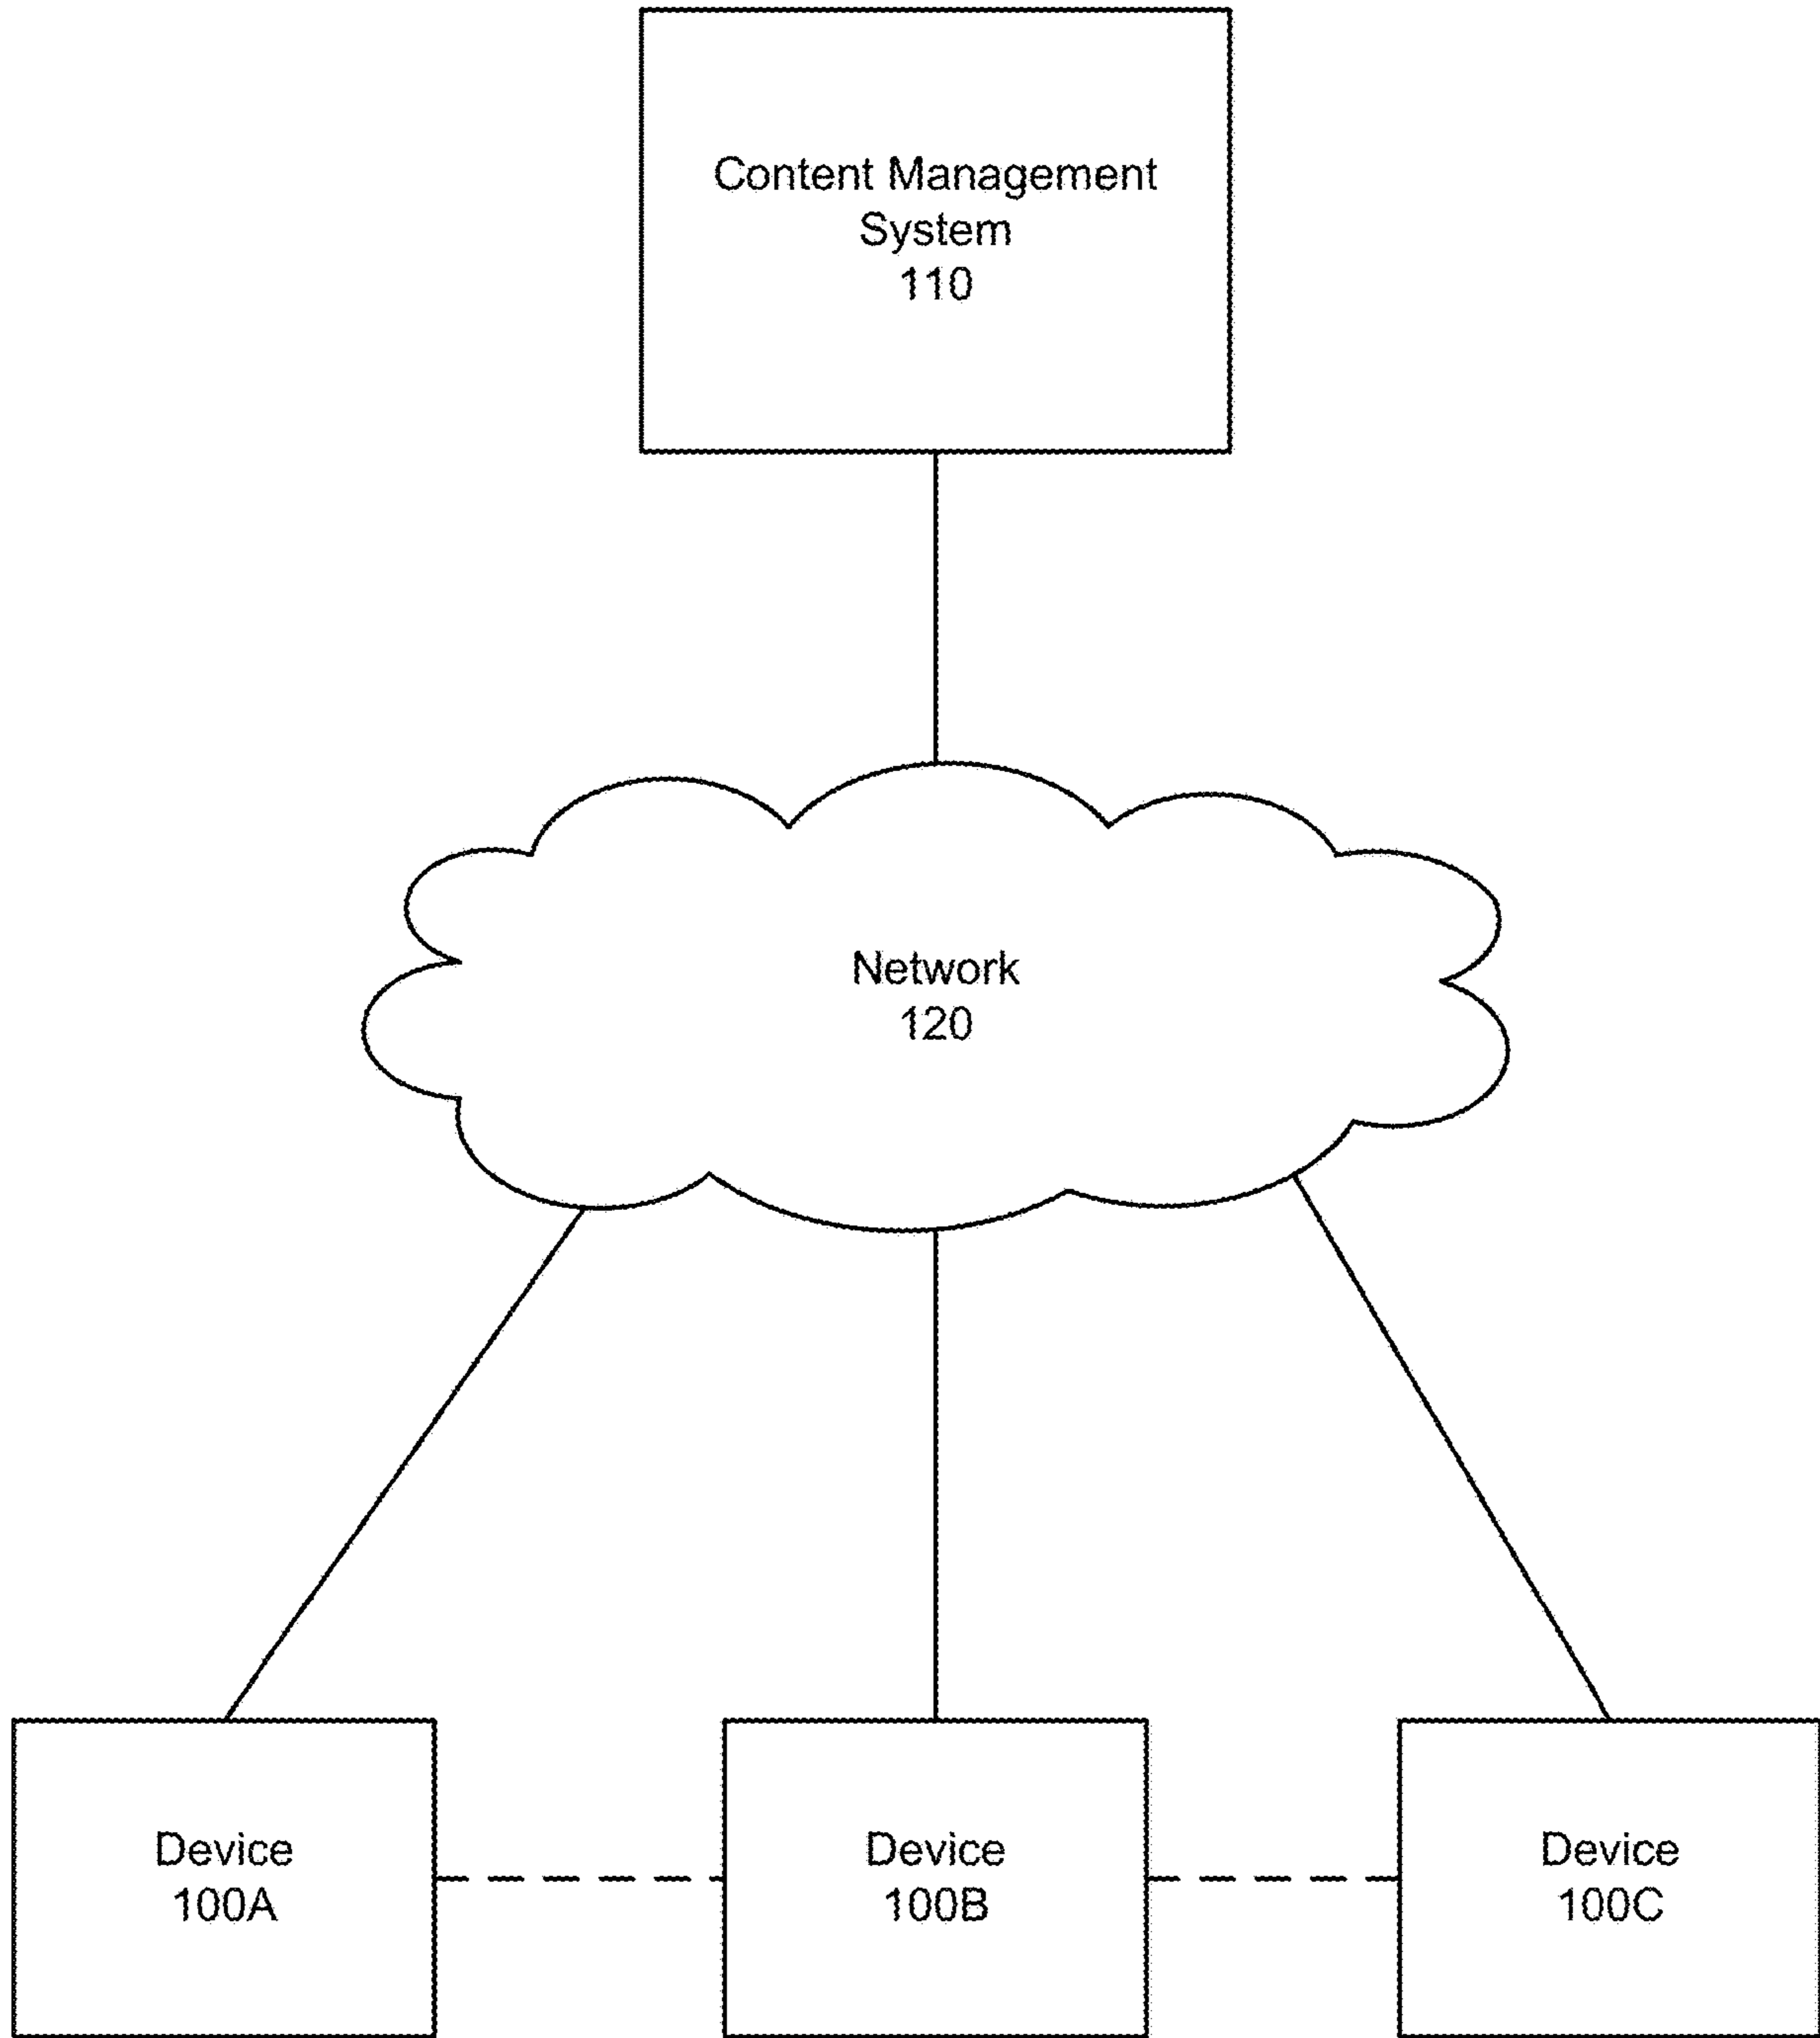 Content Management
System
110
Network
120
Device
100A
Device
100B
Device
100C